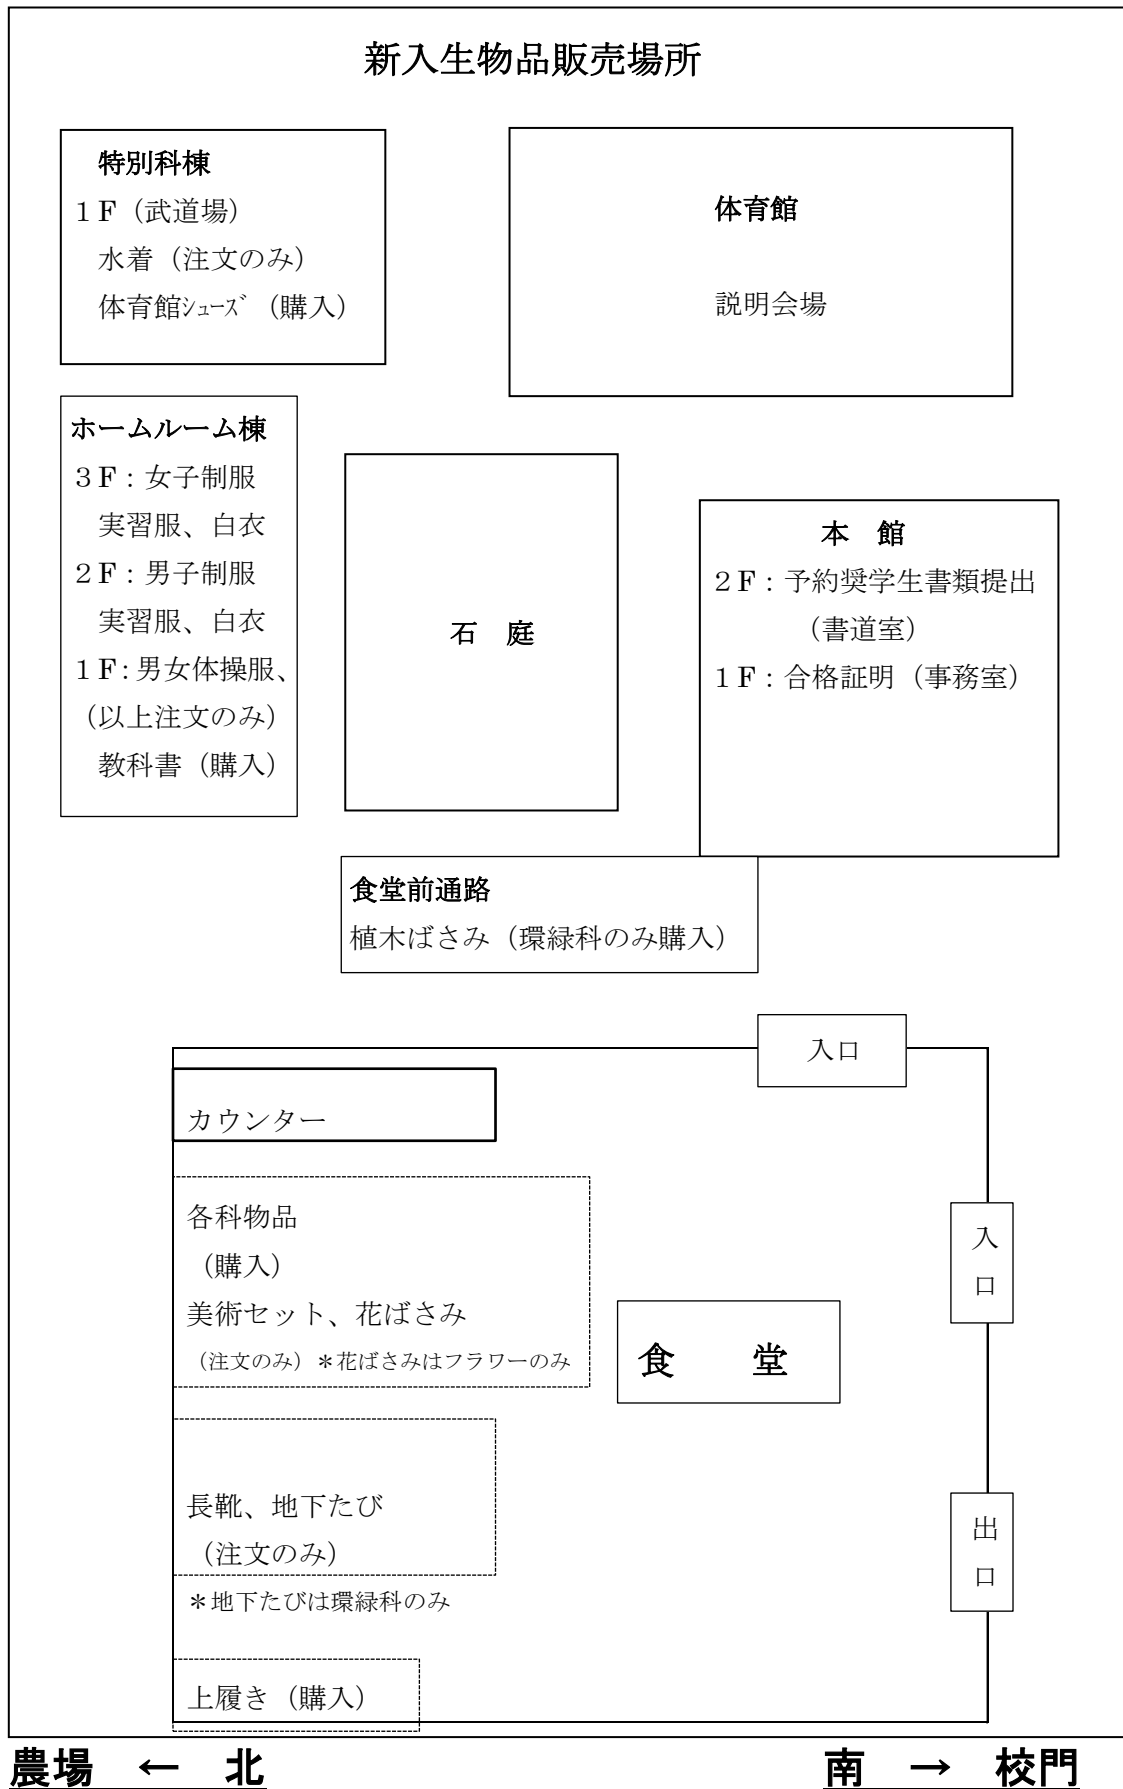 新入生物品販売場所
特別科棟
１F（武道場）
水着（注文のみ）
体育館ｼｭｰｽﾞ（購入）
体育館
説明会場
ホームルーム棟
３F：女子制服
実習服、白衣
２F：男子制服
実習服、白衣
１F：男女体操服、
（以上注文のみ）
教科書（購入）
石　庭
本　館
２F：予約奨学生書類提出
（書道室）
１F：合格証明（事務室）
食堂前通路
植木ばさみ（環緑科のみ購入）
入口
カウンター
各科物品
（購入）
美術セット、花ばさみ
（注文のみ）＊花ばさみはフラワーのみ
入口
食　堂
長靴、地下たび
（注文のみ）
＊地下たびは環緑科のみ
出口
上履き（購入）
農場　←　北
南　→　校門